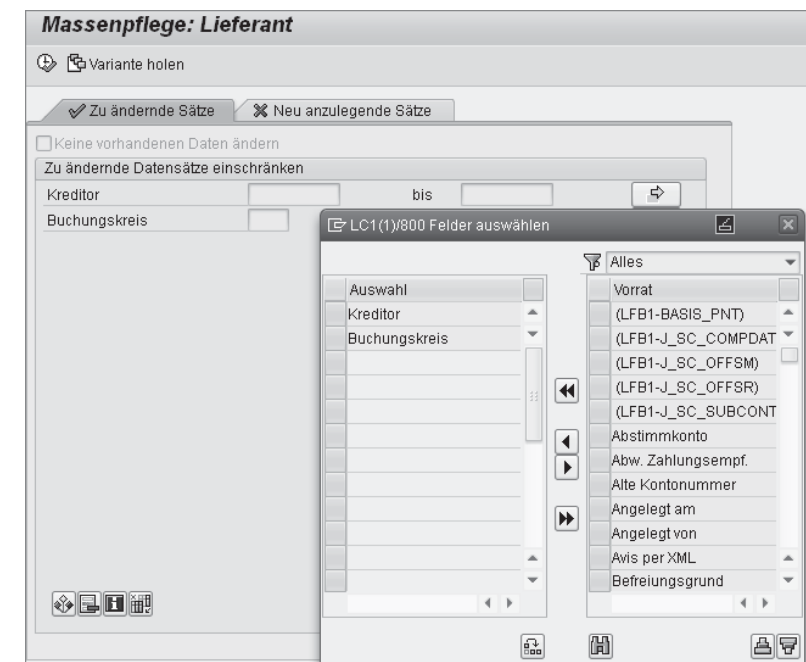 Massenpflege: Lieferant
Variante holen
Zu ändernde Sätze
Neu anzulegende Sätze
Keine vorhandenen Daten ändern
Zu ändernde Datensätze einschränken
Kreditor bis
Buchungskreis
LC1(1)/800 Felder auswählen
Alles
Auswahl
Kreditor
Buchungskreis
Vorrat
(LFB1-BASIS_PNT)
(LFB1-J_SC_COMPDAT
(LFB1-J_SC_OFFSM)
(LFB1-J_SC_OFFSR)
(LFB1-J_SC_SUBCONT
Abstimmkonto
Abw. Zahlungsempf.
Alte Kontonummer
Angelegt am
Angelegt von
Avis per XML
Befreiungsgrund